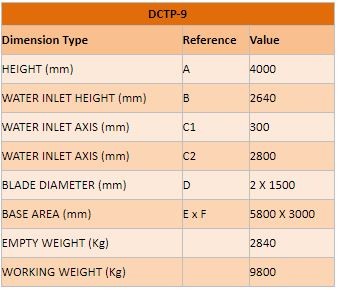 DCTP-9
Dimension Type Reference Value
HEIGHT (mm) A 4000
WATER INLET HEIGHT (mm) B 2640
WATER INLET AXIS (mm) C1 300
WATER INLET AXIS (mm) C2 2800
BLADE DIAMETER (mm) D 2 X 1500
BASE AREA (mm) E x F 5800 X 3000
EMPTY WEIGHT (Kg) 2840
WORKING WEIGHT (Kg) 9800